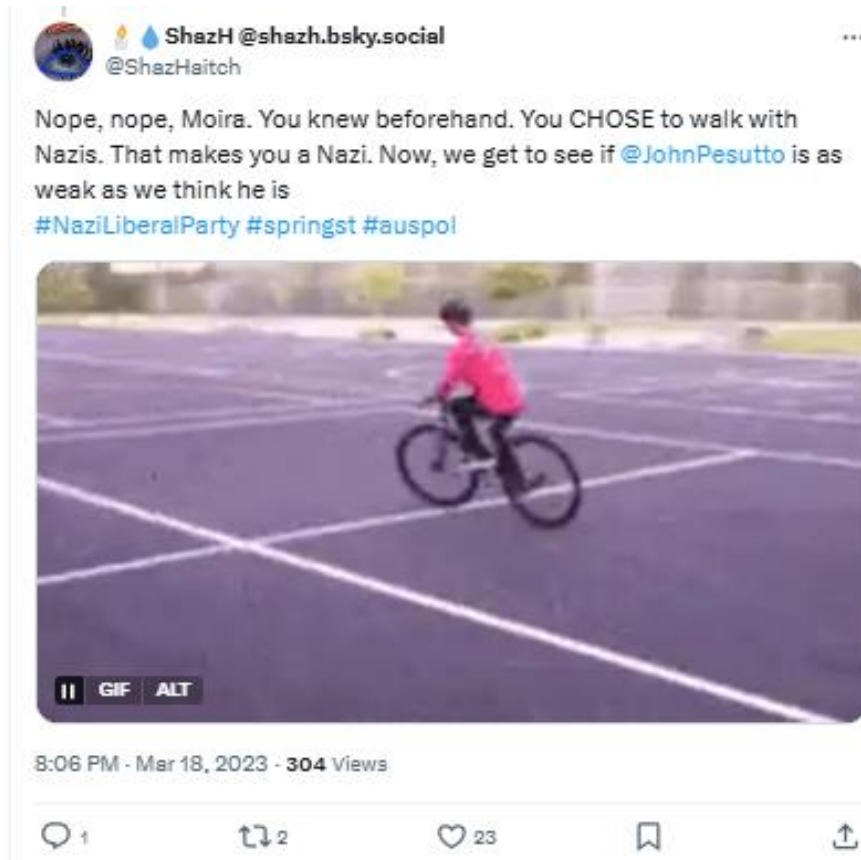 ShazH @shazh.bsky.social
@ShazHaitch
Nope, nope, Moira. You knew beforehand. You CHOSE to walk with
Nazis. That makes you a Nazi. Now, we get to see if @JohnPesutto is as
weak as we think he is
#NaziLiberalParty #springst #auspol
GIF ALT
8:06 PM · Mar 18, 2023 · 304 Views
1 2 23